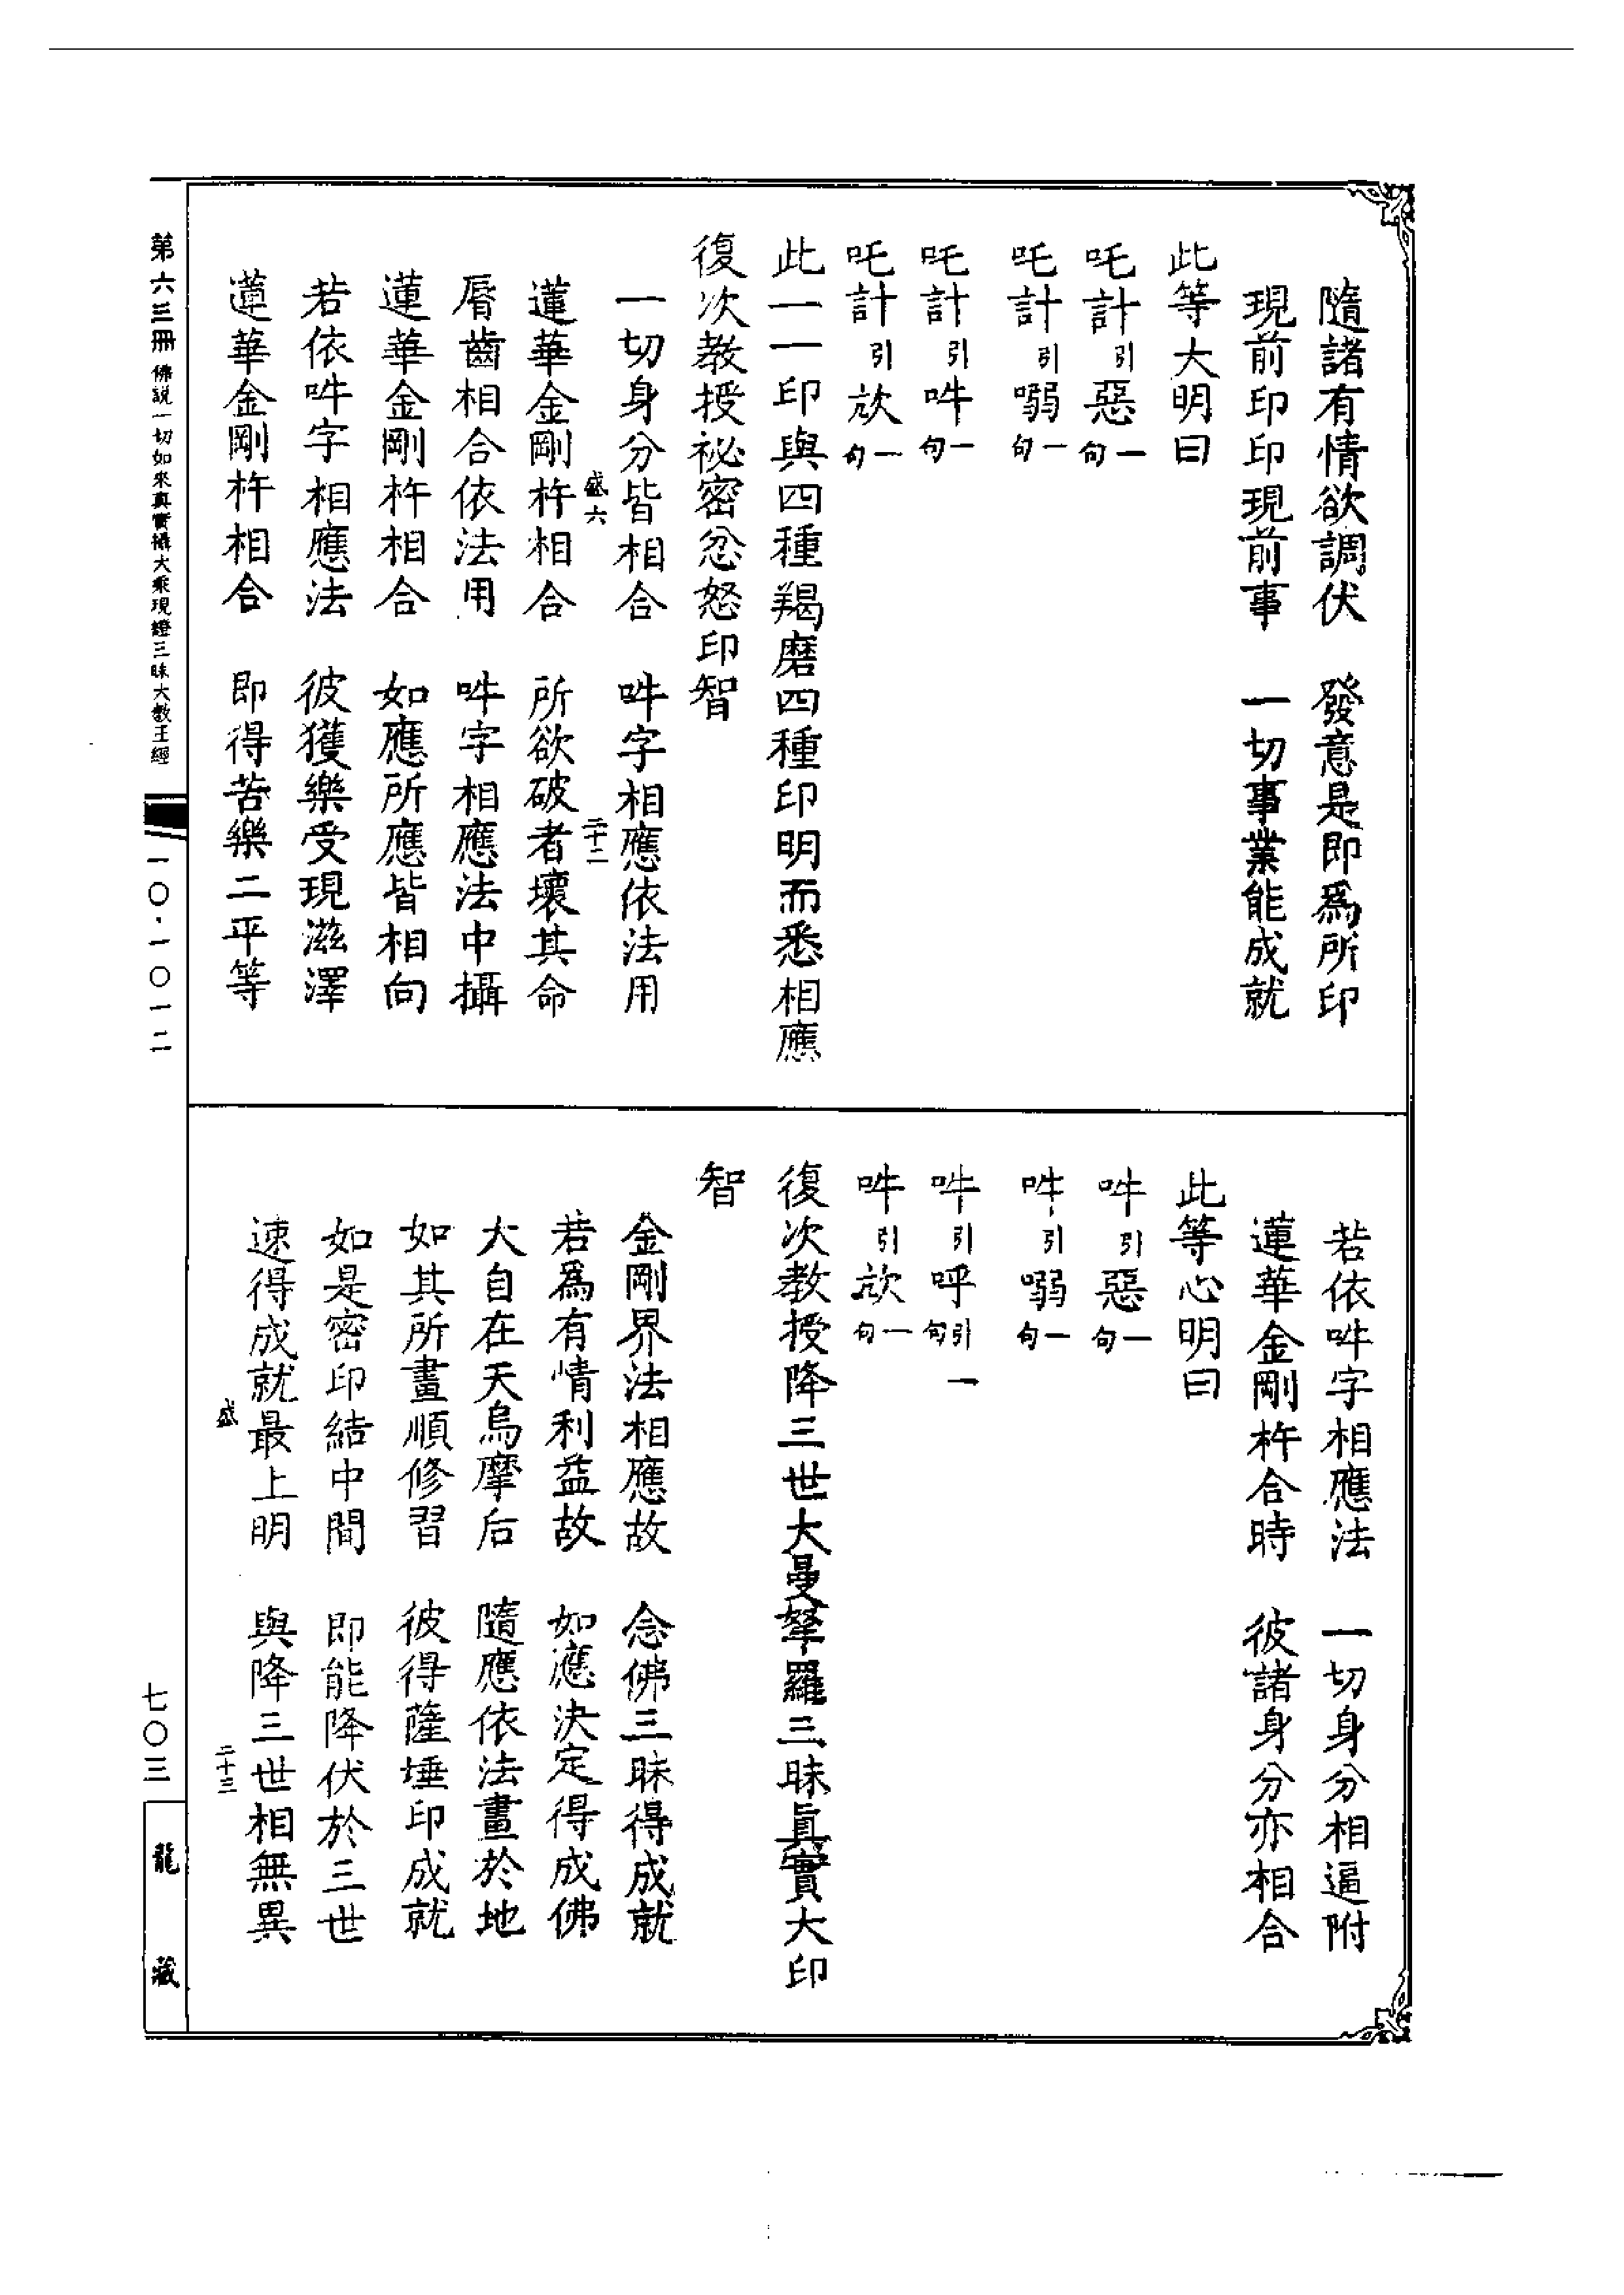 隨諸有情欲調伏　發意是即爲所印
現前印印現前事　一切事業能成就
此等大明曰
吒計引惡一句
吒計引嗍一句
吒計引吽一句
吒計引㰠一句
此一一印與四種羯磨四種印明而悉相應
復次教授祕密忿怒印智
一切身分皆相合　吽字相應依法用
盛六　二十二
蓮華金剛杵相合　所欲破者壞其命
脣齒相合依法用　吽字相應法中攝
蓮華金剛杵相合　如應所應皆相向
若依吽字相應法　彼獲樂受現滋澤
蓮華金剛杵相合　即得苦樂二平等
若依吽字相應法　一切身分相逼附
蓮華金剛杵合時　彼諸身分亦相合
此等心明曰
吽引惡一句
吽引嗍一句
吽引呼引一句
吽引㰠一句
復次教授降三世大曼拏羅三昧眞實大印
智
金剛界法相應故　念佛三昧得成就
若爲有情利益故　如應決定得成佛
大自在天烏摩后　隨應依法畫於地
如其所畫順修習　彼得薩埵印成就
如是密印結中間　即能降伏於三世
速得成就最上明　與降三世相無異
盛　二十三
第六三冊　佛說一切如來真實攝大乘現證三昧大教王經
一〇·一〇一二
七〇三
龍藏